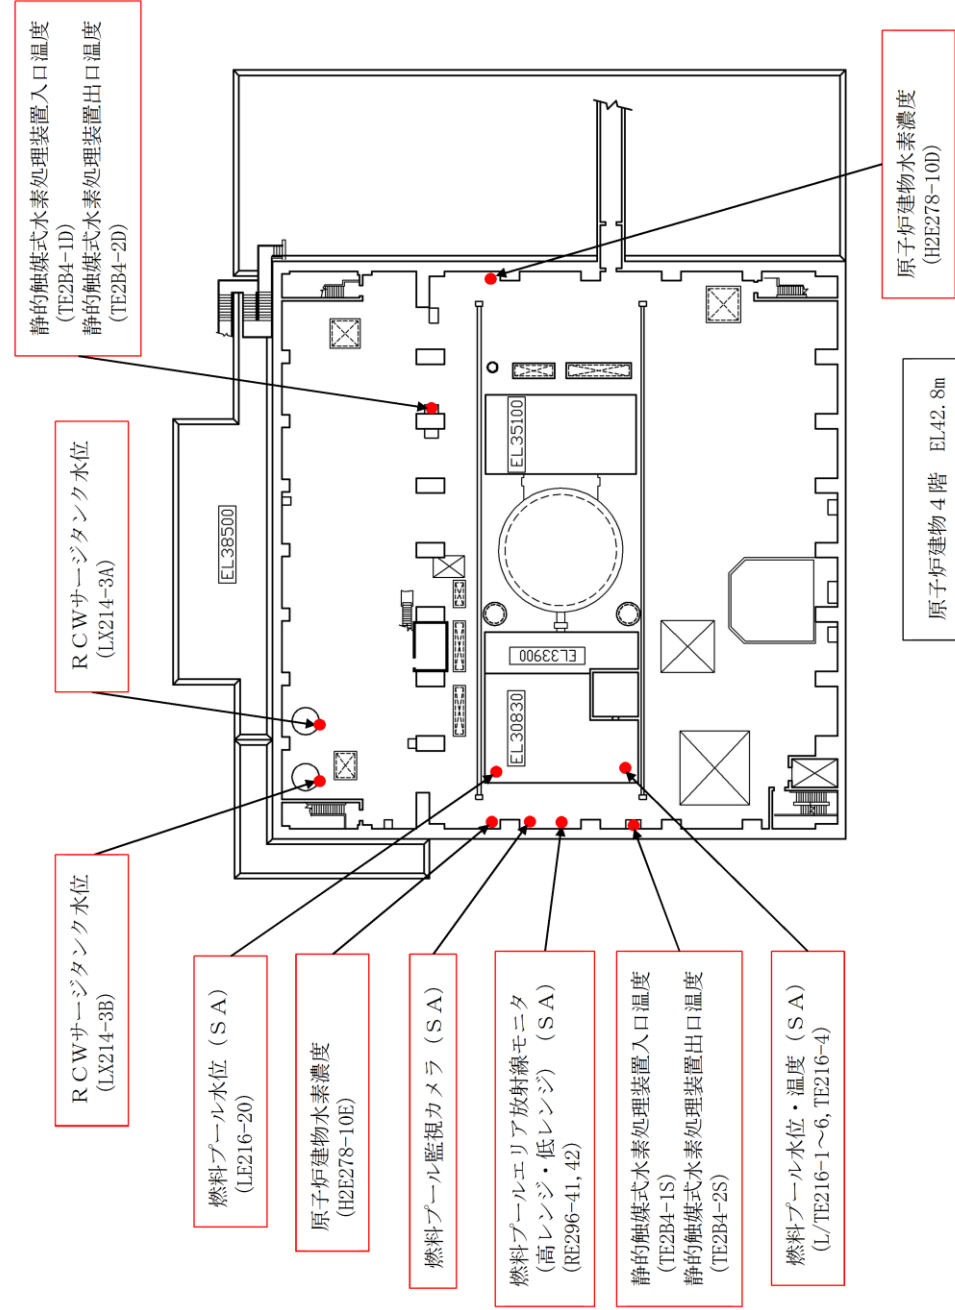 静的触媒式水素処理装置入口温度
(TE2B4-1D)
静的触媒式水素処理装置出口温度
(TE2B4-2D)
ＲＣＷサージタンク水位
(LX214-3A)
ＲＣＷサージタンク水位
(LX214-3B)
原子炉建物水素濃度
(H2E278-10D)
EL38500
EL35100
EL33900
EL30830
燃料プール水位（ＳＡ）
(LE216-20)
原子炉建物水素濃度
(H2E278-10E)
燃料プール監視カメラ（ＳＡ）
燃料プールエリア放射線モニタ
(高レンジ・低レンジ)　（ＳＡ）
(RE296-41, 42)
静的触媒式水素処理装置入口温度
(TE2B4-1S)
静的触媒式水素処理装置出口温度
(TE2B4-2S)
燃料プール水位・温度（ＳＡ）
(L/TE216-1～6, TE216-4)
原子炉建物４階　EL42.8m